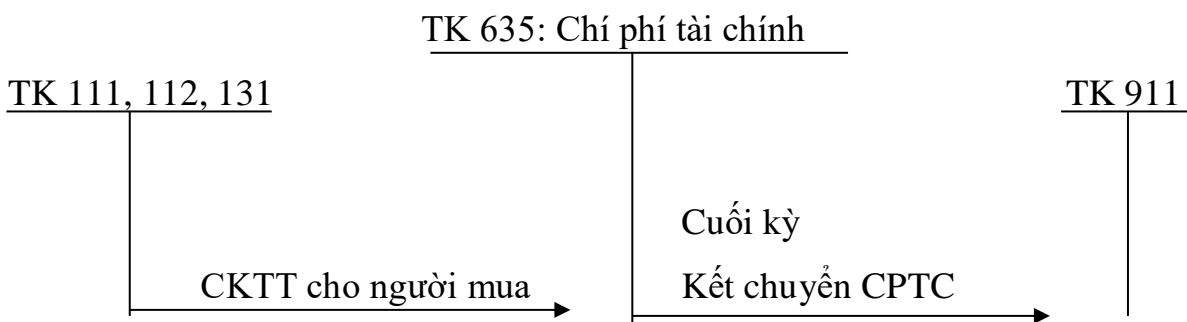 TK 635: Chí phí tài chính
TK 111, 112, 131
TK 911
Cuối kỳ
CKTT cho người mua
Kết chuyển CPTC